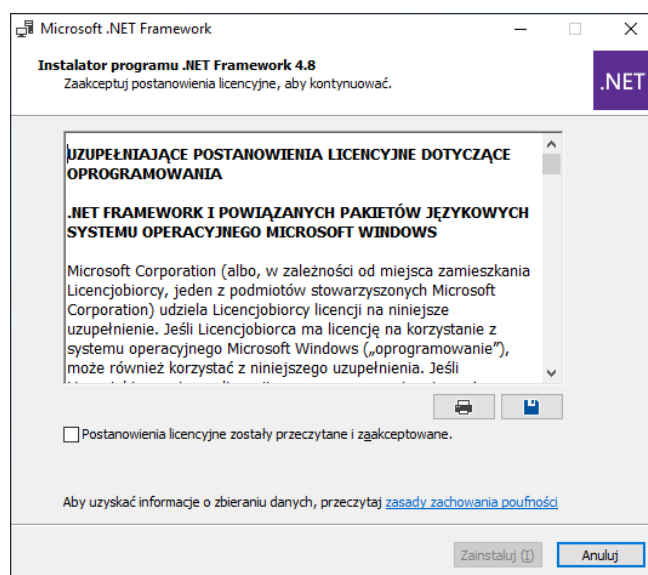 Microsoft .NET Framework
Instalator programu .NET Framework 4.8
Zaakceptuj postanowienia licencyjne, aby kontynuować.
.NET
UZUPEŁNIAJĄCE POSTANOWIENIA LICENCYJNE DOTYCZĄCE
OPROGRAMOWANIA
.NET FRAMEWORK I POWIĄZANYCH PAKIETÓW JĘZYKOWYCH
SYSTEMU OPERACYJNEGO MICROSOFT WINDOWS
Microsoft Corporation (albo, w zależności od miejsca zamieszkania
Licencjobiorcy, jeden z podmiotów stowarzyszonych Microsoft
Corporation) udziela Licencjobiorcy licencji na niniejsze
uzupełnienie. Jeśli Licencjobiorca ma licencję na korzystanie z
systemu operacyjnego Microsoft Windows („oprogramowanie”),
może również korzystać z niniejszego uzupełnienia. Jeśli
Postanowienia licencyjne zostały przeczytane i zaakceptowane.
Aby uzyskać informacje o zbieraniu danych, przeczytaj zasady zachowania poufności
Zainstaluj (I)
Anuluj